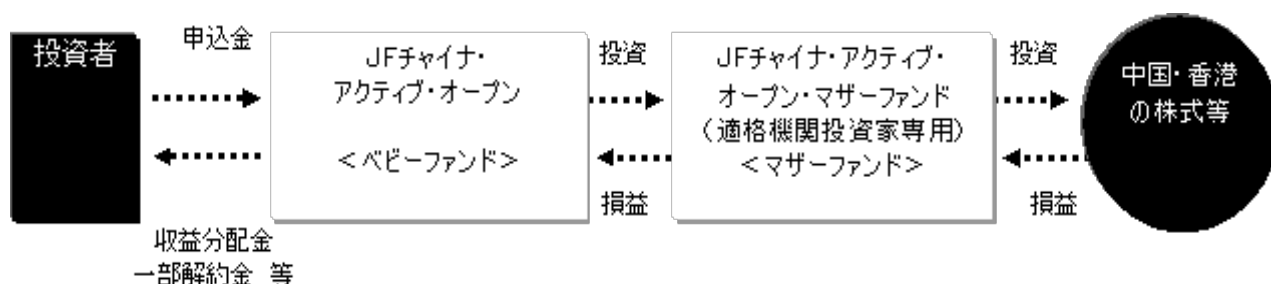 投資者
申込金
収益分配金
一部解約金 等
JFチャイナ・
アクティブ・オープン
＜ベビーファンド＞
投資
損益
JFチャイナ・アクティブ・
オープン・マザーファンド
（適格機関投資家専用）
＜マザーファンド＞
投資
損益
中国・香港
の株式等